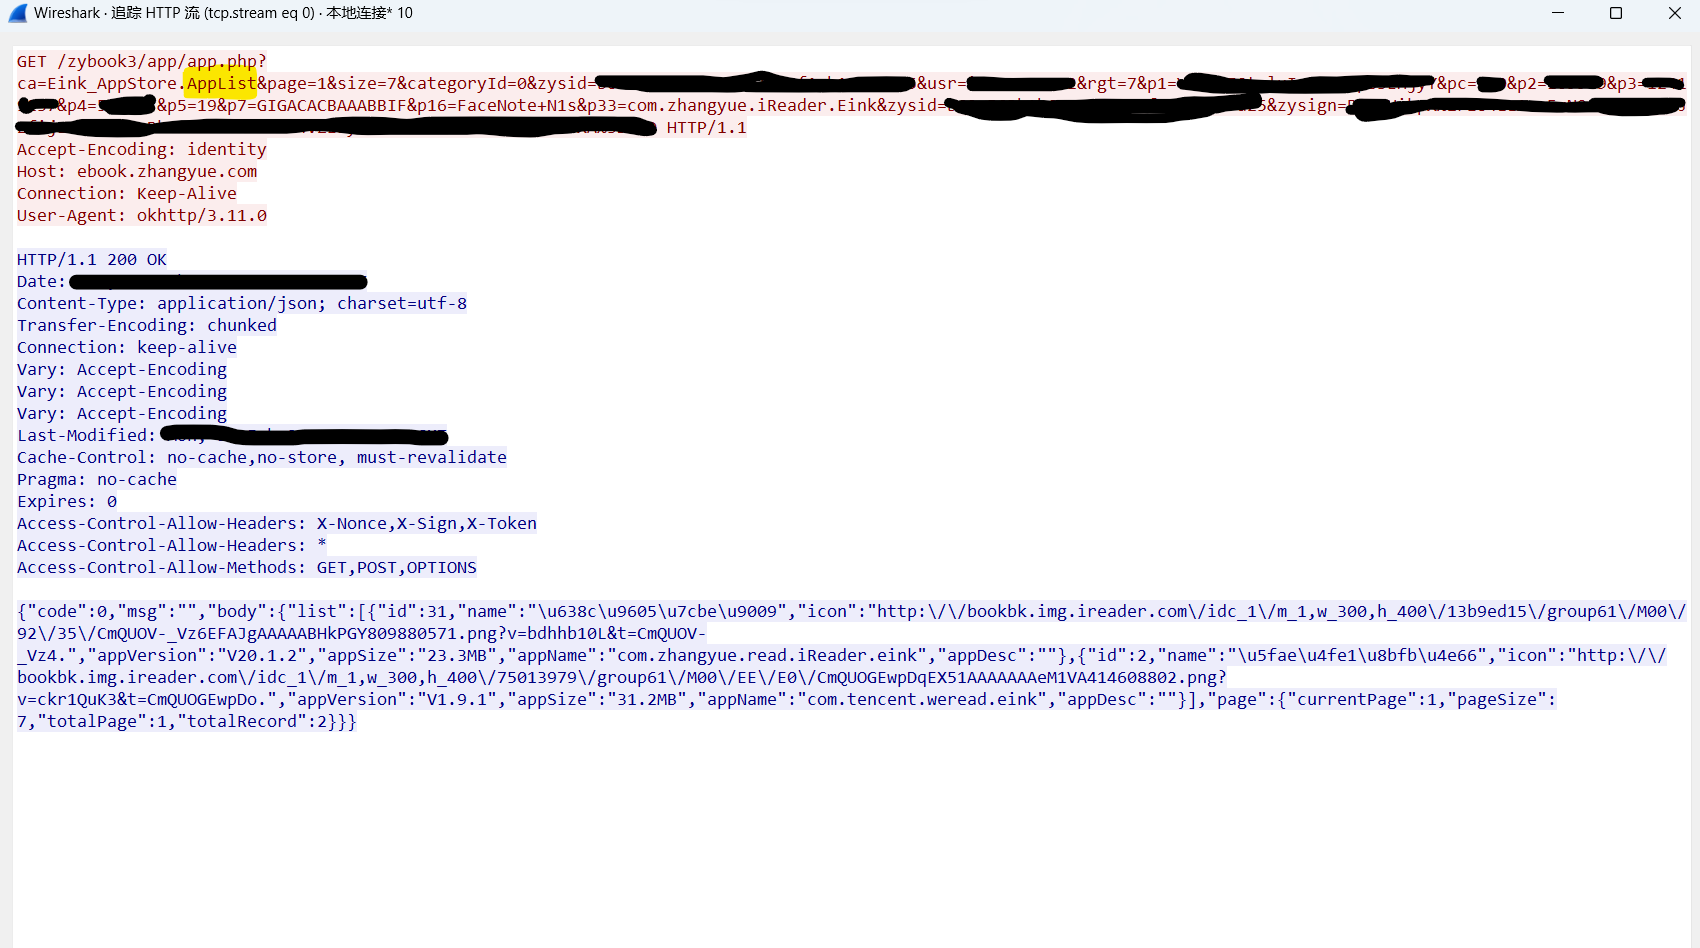 Wireshark · 追踪 HTTP 流 (tcp.stream eq 0) · 本地连接* 10
GET /zybook3/app/app.php?
ca=Eink_AppStore.AppList&page=1&size=7&categoryId=0&zysid= &usr= &rgt=7&p1= &pc= &p2= &p3=
&p4= &p5=19&p7=GIGACACBAAABBIF&p16=FaceNote+N1s&p33=com.zhangyue.iReader.Eink&zysid= &zysign=
HTTP/1.1
Accept-Encoding: identity
Host: ebook.zhangyue.com
Connection: Keep-Alive
User-Agent: okhttp/3.11.0
HTTP/1.1 200 OK
Date:
Content-Type: application/json; charset=utf-8
Transfer-Encoding: chunked
Connection: keep-alive
Vary: Accept-Encoding
Vary: Accept-Encoding
Vary: Accept-Encoding
Last-Modified:
Cache-Control: no-cache,no-store, must-revalidate
Pragma: no-cache
Expires: 0
Access-Control-Allow-Headers: X-Nonce,X-Sign,X-Token
Access-Control-Allow-Headers: *
Access-Control-Allow-Methods: GET,POST,OPTIONS
{"code":0,"msg":"","body":{"list":[{"id":31,"name":"\u638c\u9605\u7cbe\u9009","icon":"http:\/\/bookbk.img.ireader.com\/idc_1\/m_1,w_300,h_400\/13b9ed15\/group61\/M00\/
92\/35\/CmQUOV-_Vz6EFAJgAAAAABHkPGY809880571.png?v=bdhhb10L&t=CmQUOV-
_Vz4.","appVersion":"V20.1.2","appSize":"23.3MB","appName":"com.zhangyue.read.iReader.eink","appDesc":""},{"id":2,"name":"\u5fae\u4fe1\u8bfb\u4e66","icon":"http:\/\/
bookbk.img.ireader.com\/idc_1\/m_1,w_300,h_400\/75013979\/group61\/M00\/EE\/E0\/CmQUOGEwpDqEX51AAAAAAAeM1VA414608802.png?
v=ckr1QuK3&t=CmQUOGEwpDo.","appVersion":"V1.9.1","appSize":"31.2MB","appName":"com.tencent.weread.eink","appDesc":""}],"page":{"currentPage":1,"pageSize":
7,"totalPage":1,"totalRecord":2}}}